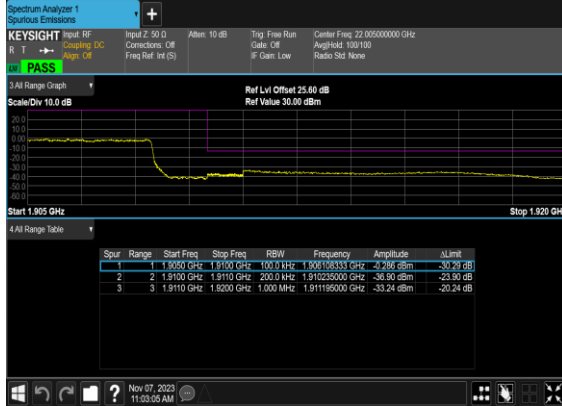 Spectrum Analyzer 1
Spurious Emissions
+
KEYSIGHT Input: RF Input Z: 50 Ω Atten: 10 dB Trig: Free Run Center Freq: 22.005000000 GHz
R T Coupling: DC Corrections: Off Gate: Off Avg|Hold: 100/100
Align: Off Freq Ref: Int (S) IF Gain: Low Radio Std: None
PASS
3 All Range Graph Ref Lvl Offset 25.60 dB
Scale/Div 10.0 dB Ref Value 30.00 dBm
20.0
10.0
0.00
-10.0
-20.0
-30.0
-40.0
-50.0
-60.0
Start 1.905 GHz Stop 1.920 GH
4 All Range Table
Spur Range Start Freq Stop Freq RBW Frequency Amplitude ΔLimit
1 1 1.9050 GHz 1.9100 GHz 100.0 kHz 1.906108333 GHz -0.286 dBm -30.29 dB
2 2 1.9100 GHz 1.9110 GHz 200.0 kHz 1.910235000 GHz -36.90 dBm -23.90 dB
3 3 1.9110 GHz 1.9200 GHz 1.000 MHz 1.911195000 GHz -33.24 dBm -20.24 dB
? Nov 07, 2023
11:03:05 AM